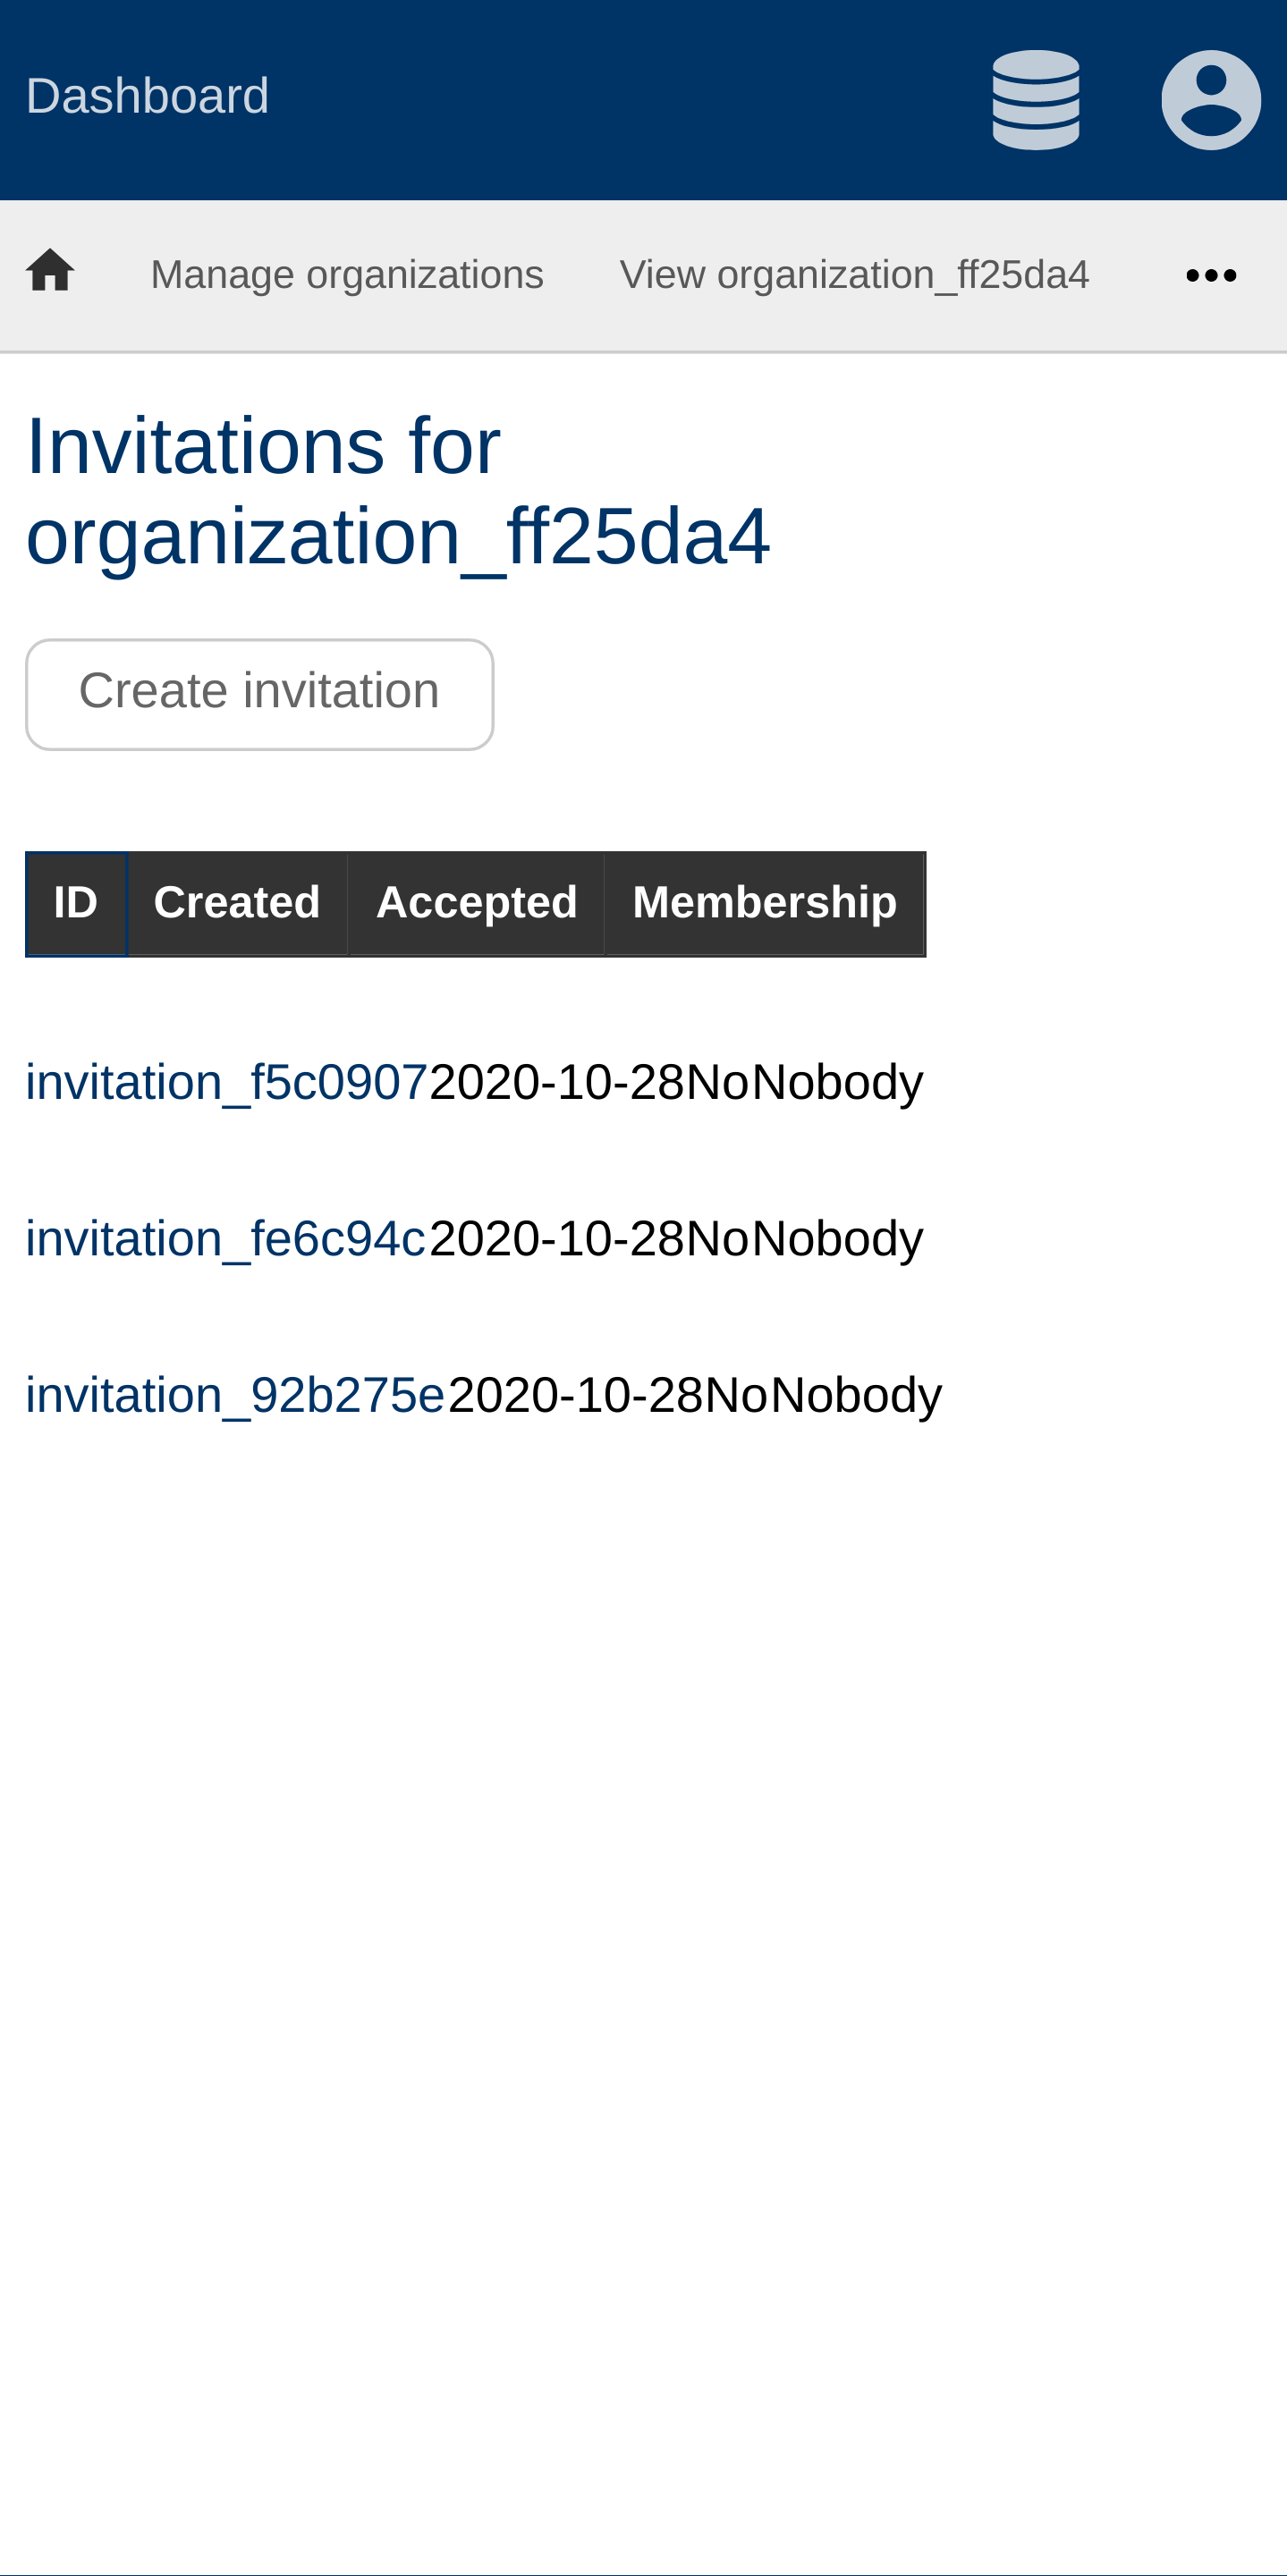 Dashboard
Manage organizations View organization_ff25da4
Invitations for
organization_ff25da4
Create invitation
ID Created Accepted Membership
invitation_f5c09072020-10-28NoNobody
invitation_fe6c94c2020-10-28NoNobody
invitation_92b275e2020-10-28NoNobody